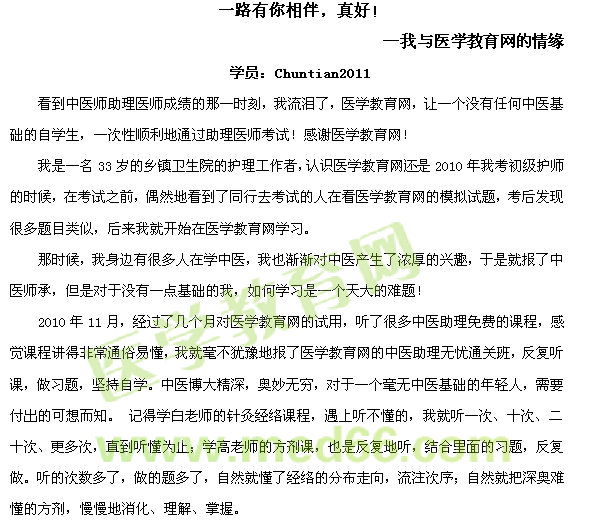 一路有你相伴，真好！
—我与医学教育网的情缘
学员：Chuntian2011
看到中医师助理医师成绩的那一时刻，我流泪了，医学教育网，让一个没有任何中医基
础的自学生，一次性顺利地通过助理医师考试！感谢医学教育网！
我是一名 33 岁的乡镇卫生院的护理工作者，认识医学教育网还是 2010 年我考初级护师
的时候，在考试之前，偶然地看到了同行去考试的人在看医学教育网的模拟试题，考后发现
很多题目类似，后来我就开始在医学教育网学习。
那时候，我身边有很多人在学中医，我也渐渐对中医产生了浓厚的兴趣，于是就报了中
医师承，但是对于没有一点基础的我，如何学习是一个天大的难题！
2010 年 11 月，经过了几个月对医学教育网的试用，听了很多中医助理免费的课程，感
觉课程讲得非常通俗易懂，我就毫不犹豫地报了医学教育网的中医助理无忧通关班，反复听
课，做习题，坚持自学。中医博大精深，奥妙无穷，对于一个毫无中医基础的年轻人，需要
付出的可想而知。 记得学白老师的针灸经络课程，遇上听不懂的，我就听一次、十次、二
十次、更多次，直到听懂为止；学高老师的方剂课，也是反复地听，结合里面的习题，反复
做。听的次数多了，做的题多了，自然就懂了经络的分布走向，流注次序；自然就把深奥难
懂的方剂，慢慢地消化、理解、掌握。
医学教育网
www.med66.com